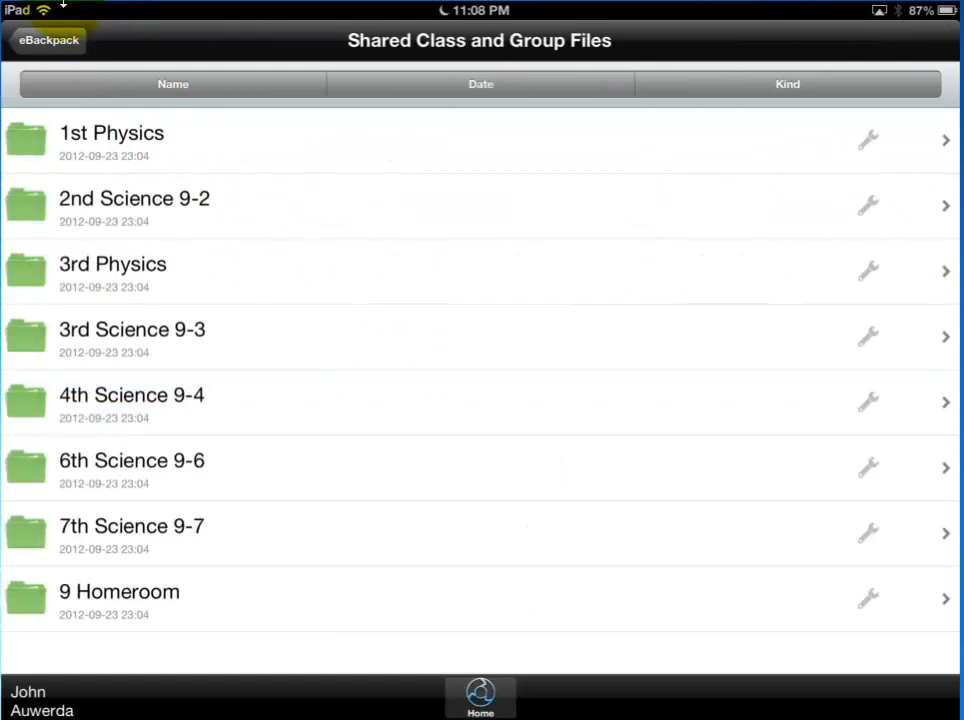 iPad 11:08 PM 87%
eBackpack Shared Class and Group Files
Name Date Kind
1st Physics
2012-09-23 23:04
2nd Science 9-2
2012-09-23 23:04
3rd Physics
2012-09-23 23:04
3rd Science 9-3
2012-09-23 23:04
4th Science 9-4
2012-09-23 23:04
6th Science 9-6
2012-09-23 23:04
7th Science 9-7
2012-09-23 23:04
9 Homeroom
2012-09-23 23:04
John
Auwerda
Home